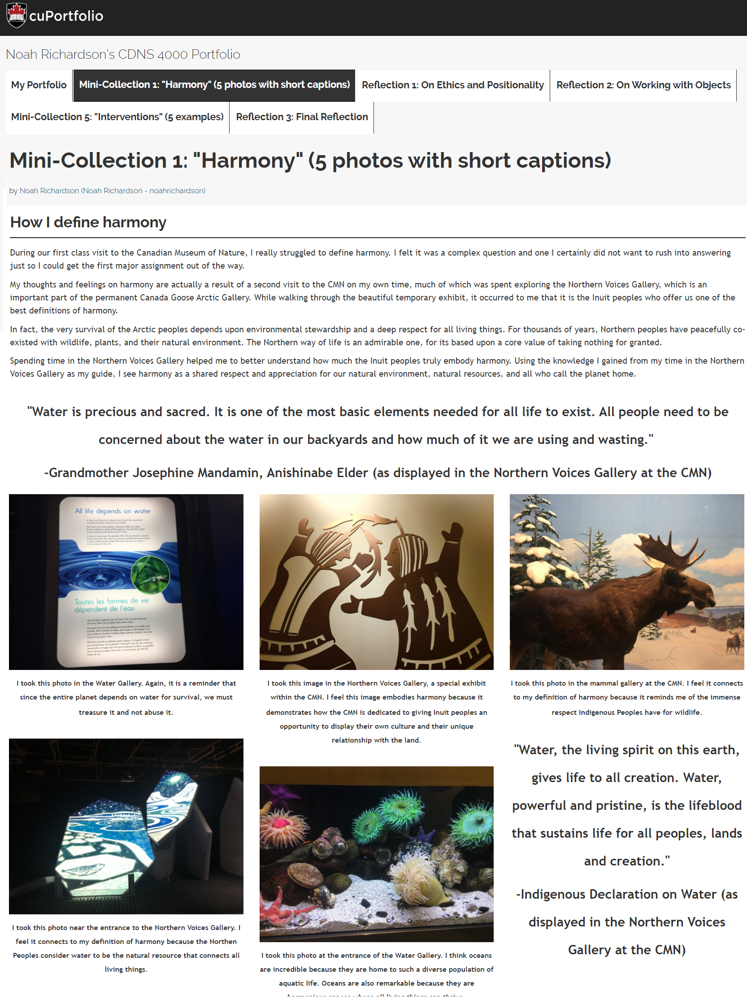 cuPortfolio
Noah Richardson's CDNS 4000 Portfolio
My Portfolio
Mini-Collection 1: "Harmony" (5 photos with short captions)
Reflection 1: On Ethics and Positionality
Reflection 2: On Working with Objects
Mini-Collection 5: "Interventions" (5 examples)
Reflection 3: Final Reflection
Mini-Collection 1: "Harmony" (5 photos with short captions)
by Noah Richardson (Noah Richardson - noahrichardson)
How I define harmony
During our first class visit to the Canadian Museum of Nature, I really struggled to define harmony. I felt it was a complex question and one I certainly did not want to rush into answering
just so I could get the first major assignment out of the way.
My thoughts and feelings on harmony are actually a result of a second visit to the CMN on my own time, much of which was spent exploring the Northern Voices Gallery, which is an
important part of the permanent Canada Goose Arctic Gallery. While walking through the beautiful temporary exhibit, it occurred to me that it is the Inuit peoples who offer us one of the
best definitions of harmony.
In fact, the very survival of the Arctic peoples depends upon environmental stewardship and a deep respect for all living things. For thousands of years, Northern peoples have peacefully co-
existed with wildlife, plants, and their natural environment. The Northern way of life is an admirable one, for its based upon a core value of taking nothing for granted.
Spending time in the Northern Voices Gallery helped me to better understand how much the Inuit peoples truly embody harmony. Using the knowledge I gained from my time in the Northern
Voices Gallery as my guide, I see harmony as a shared respect and appreciation for our natural environment, natural resources, and all who call the planet home.
"Water is precious and sacred. It is one of the most basic elements needed for all life to exist. All people need to be
concerned about the water in our backyards and how much of it we are using and wasting."
-Grandmother Josephine Mandamin, Anishinabe Elder (as displayed in the Northern Voices Gallery at the CMN)
All life depends on water
Toutes les formes de vie
dépendent de l'eau
I took this photo in the Water Gallery. Again, it is a reminder that
since the entire planet depends on water for survival, we must
treasure it and not abuse it.
I took this image in the Northern Voices Gallery, a special exhibit
within the CMN. I feel this image embodies harmony because it
demonstrates how the CMN is dedicated to giving Inuit peoples an
opportunity to display their own culture and their unique
relationship with the land.
I took this photo in the mammal gallery at the CMN. I feel it connects
to my definition of harmony because it reminds me of the immense
respect Indigenous Peoples have for wildlife.
I took this photo near the entrance to the Northern Voices Gallery. I
feel it connects to my definition of harmony because the Northen
Peoples consider water to be the natural resource that connects all
living things.
I took this photo at the entrance of the Water Gallery. I think oceans
are incredible because they are home to such a diverse population of
aquatic life. Oceans are also remarkable because they are
"Water, the living spirit on this earth,
gives life to all creation. Water,
powerful and pristine, is the lifeblood
that sustains life for all peoples, lands
and creation."
-Indigenous Declaration on Water (as
displayed in the Northern Voices
Gallery at the CMN)